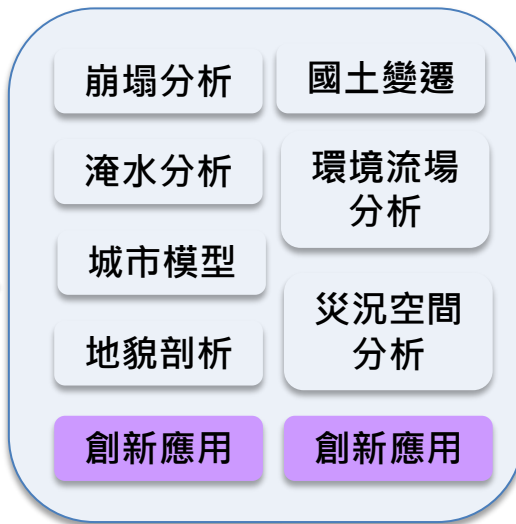 崩塌分析
國土變遷
淹水分析
環境流場
分析
城市模型
災況空間
分析
地貌剖析
創新應用
創新應用